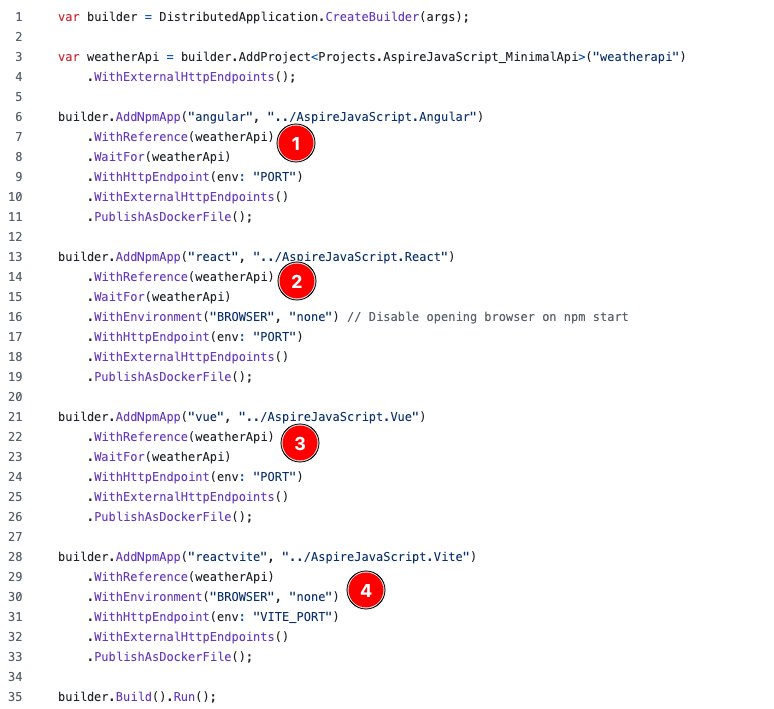 1 var builder = DistributedApplication.CreateBuilder(args);
2
3 var weatherApi = builder.AddProject<Projects.AspireJavaScript_MinimalApi>("weatherapi")
4     .WithExternalHttpEndpoints();
5
6 builder.AddNpmApp("angular", "../AspireJavaScript.Angular")
7     .WithReference(weatherApi) 1
8     .WaitFor(weatherApi)
9     .WithHttpEndpoint(env: "PORT")
10     .WithExternalHttpEndpoints()
11     .PublishAsDockerFile();
12
13 builder.AddNpmApp("react", "../AspireJavaScript.React")
14     .WithReference(weatherApi) 2
15     .WaitFor(weatherApi)
16     .WithEnvironment("BROWSER", "none") // Disable opening browser on npm start
17     .WithHttpEndpoint(env: "PORT")
18     .WithExternalHttpEndpoints()
19     .PublishAsDockerFile();
20
21 builder.AddNpmApp("vue", "../AspireJavaScript.Vue")
22     .WithReference(weatherApi) 3
23     .WaitFor(weatherApi)
24     .WithHttpEndpoint(env: "PORT")
25     .WithExternalHttpEndpoints()
26     .PublishAsDockerFile();
27
28 builder.AddNpmApp("reactvite", "../AspireJavaScript.Vite")
29     .WithReference(weatherApi)
30     .WithEnvironment("BROWSER", "none") 4
31     .WithHttpEndpoint(env: "VITE_PORT")
32     .WithExternalHttpEndpoints()
33     .PublishAsDockerFile();
34
35 builder.Build().Run();